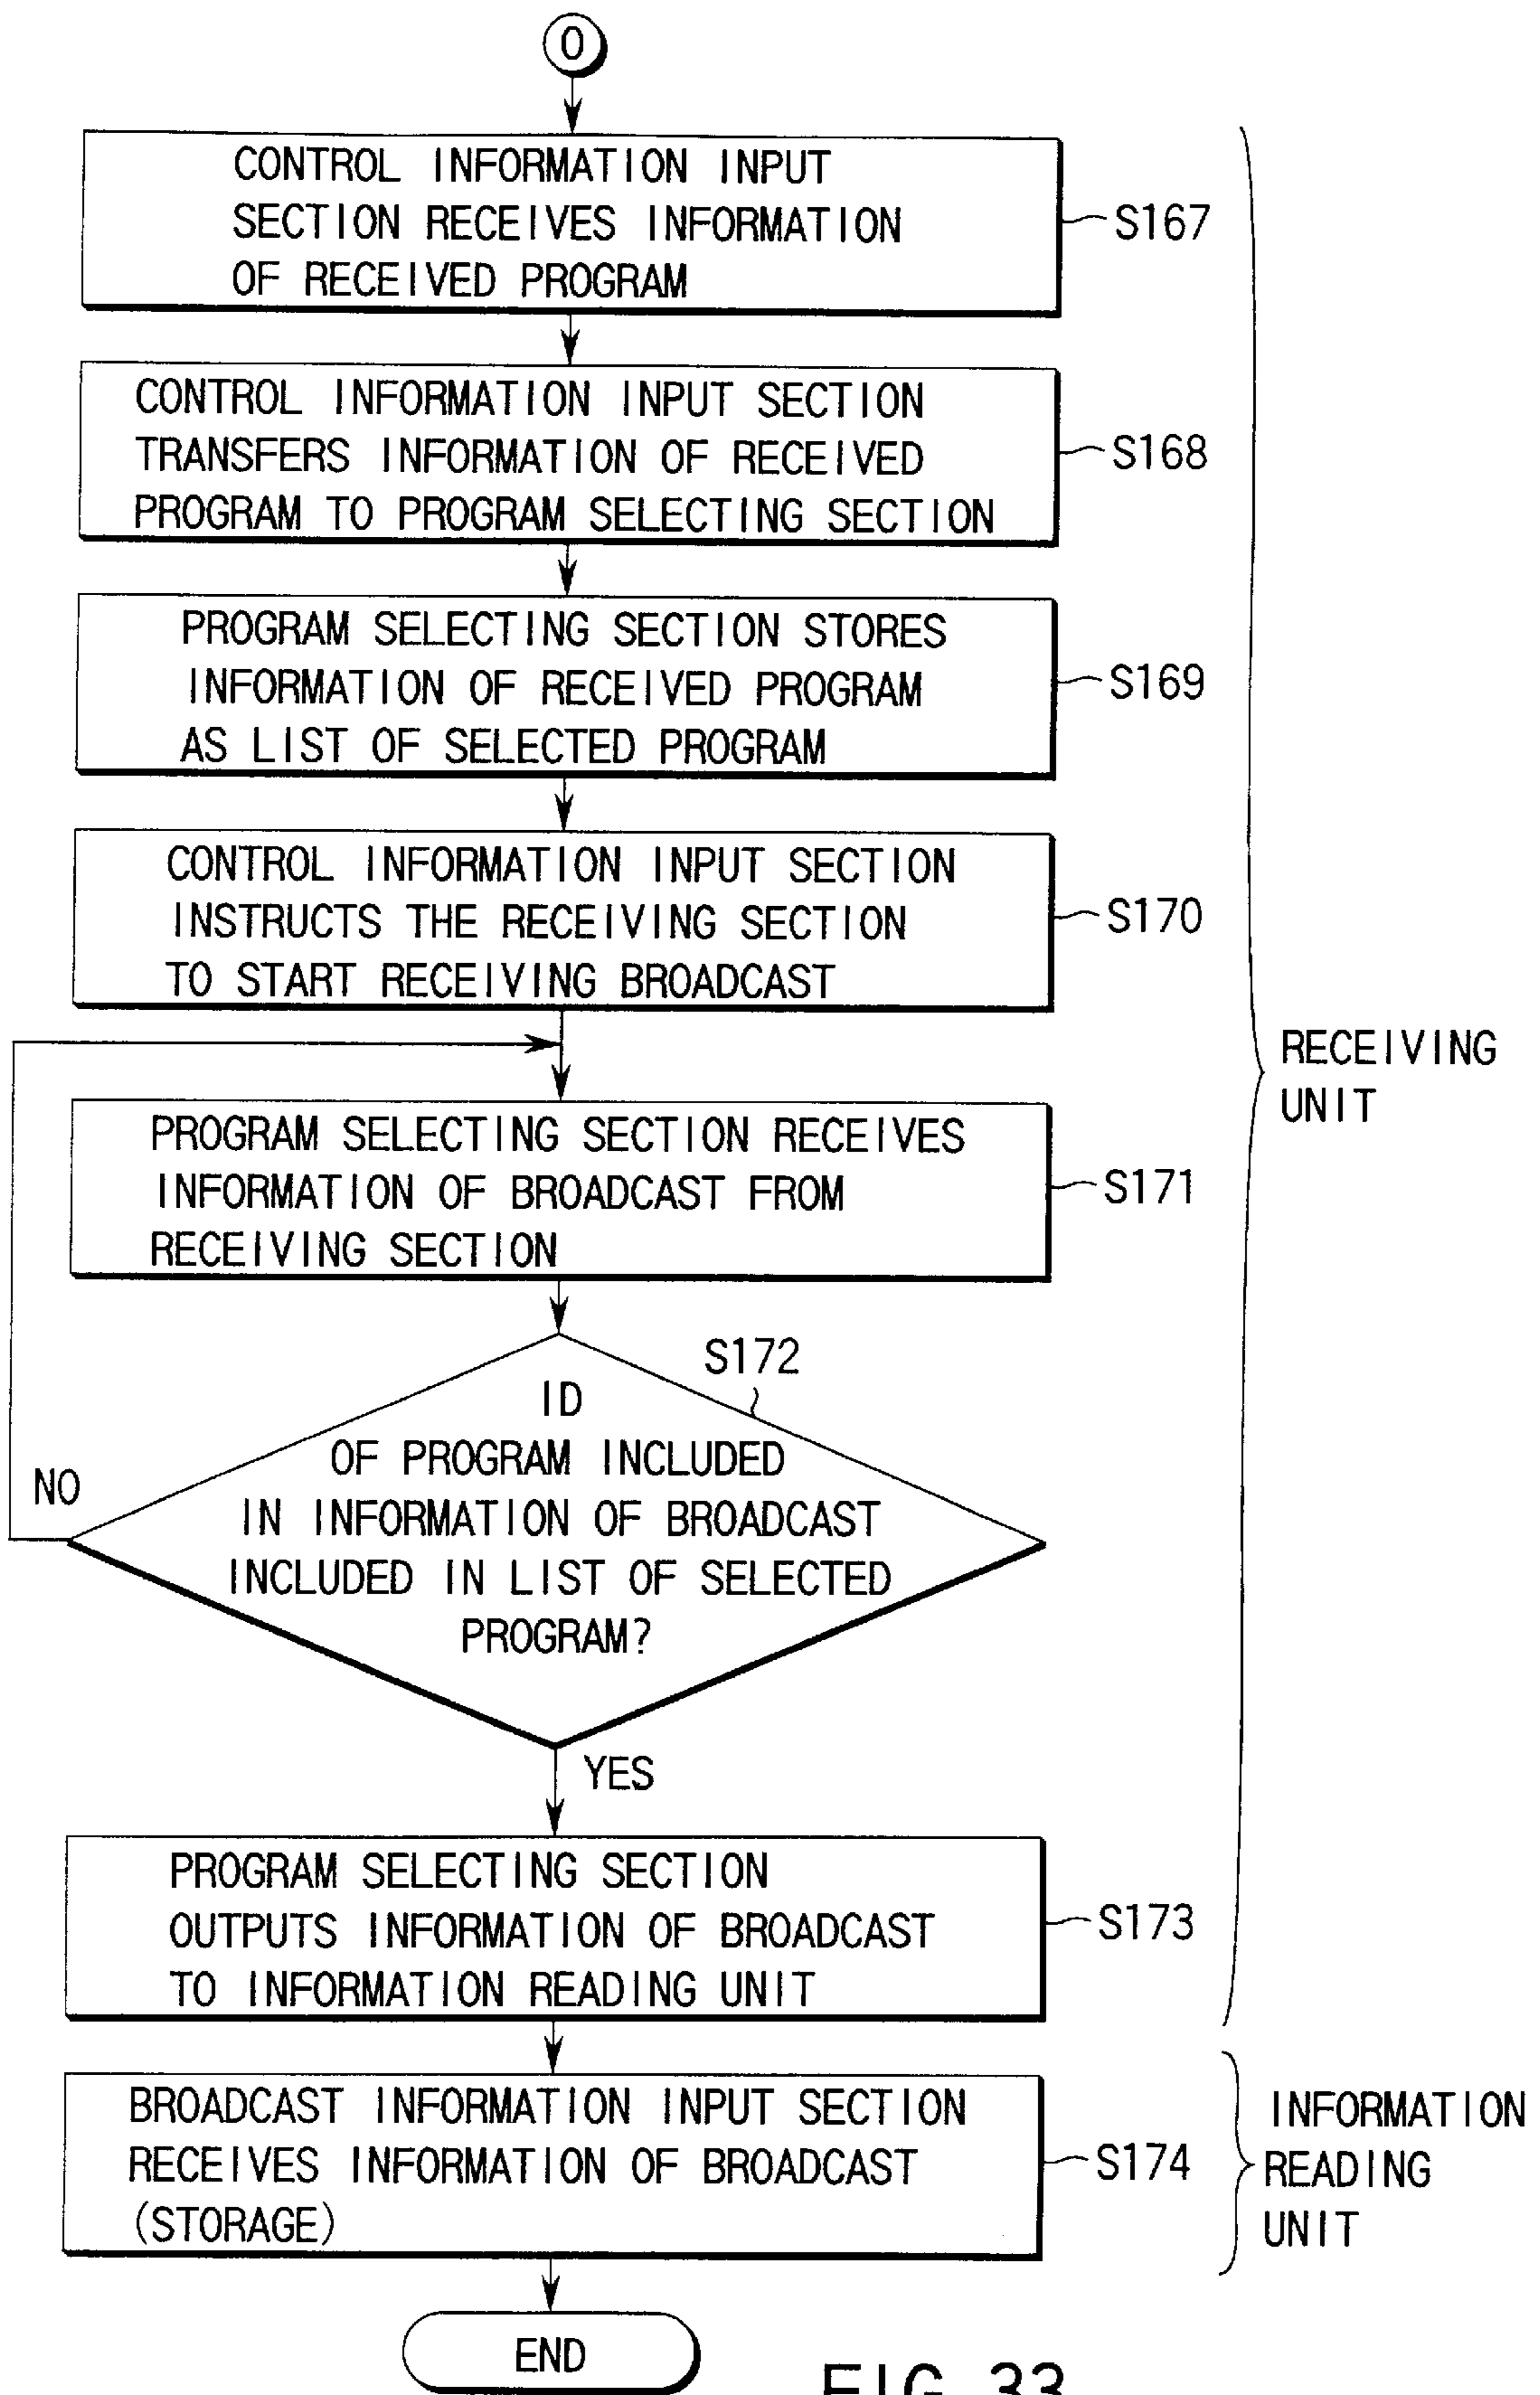 O
CONTROL INFORMATION INPUT
SECTION RECEIVES INFORMATION
OF RECEIVED PROGRAM
S167
CONTROL INFORMATION INPUT SECTION
TRANSFERS INFORMATION OF RECEIVED
PROGRAM TO PROGRAM SELECTING SECTION
S168
PROGRAM SELECTING SECTION STORES
INFORMATION OF RECEIVED PROGRAM
AS LIST OF SELECTED PROGRAM
S169
CONTROL INFORMATION INPUT SECTION
INSTRUCTS THE RECEIVING SECTION
TO START RECEIVING BROADCAST
S170
RECEIVING
UNIT
PROGRAM SELECTING SECTION RECEIVES
INFORMATION OF BROADCAST FROM
RECEIVING SECTION
S171
S172
ID
OF PROGRAM INCLUDED
IN INFORMATION OF BROADCAST
INCLUDED IN LIST OF SELECTED
PROGRAM?
NO
YES
PROGRAM SELECTING SECTION
OUTPUTS INFORMATION OF BROADCAST
TO INFORMATION READING UNIT
S173
BROADCAST INFORMATION INPUT SECTION
RECEIVES INFORMATION OF BROADCAST
(STORAGE)
S174
INFORMATION
READING
UNIT
END
FIG. 33